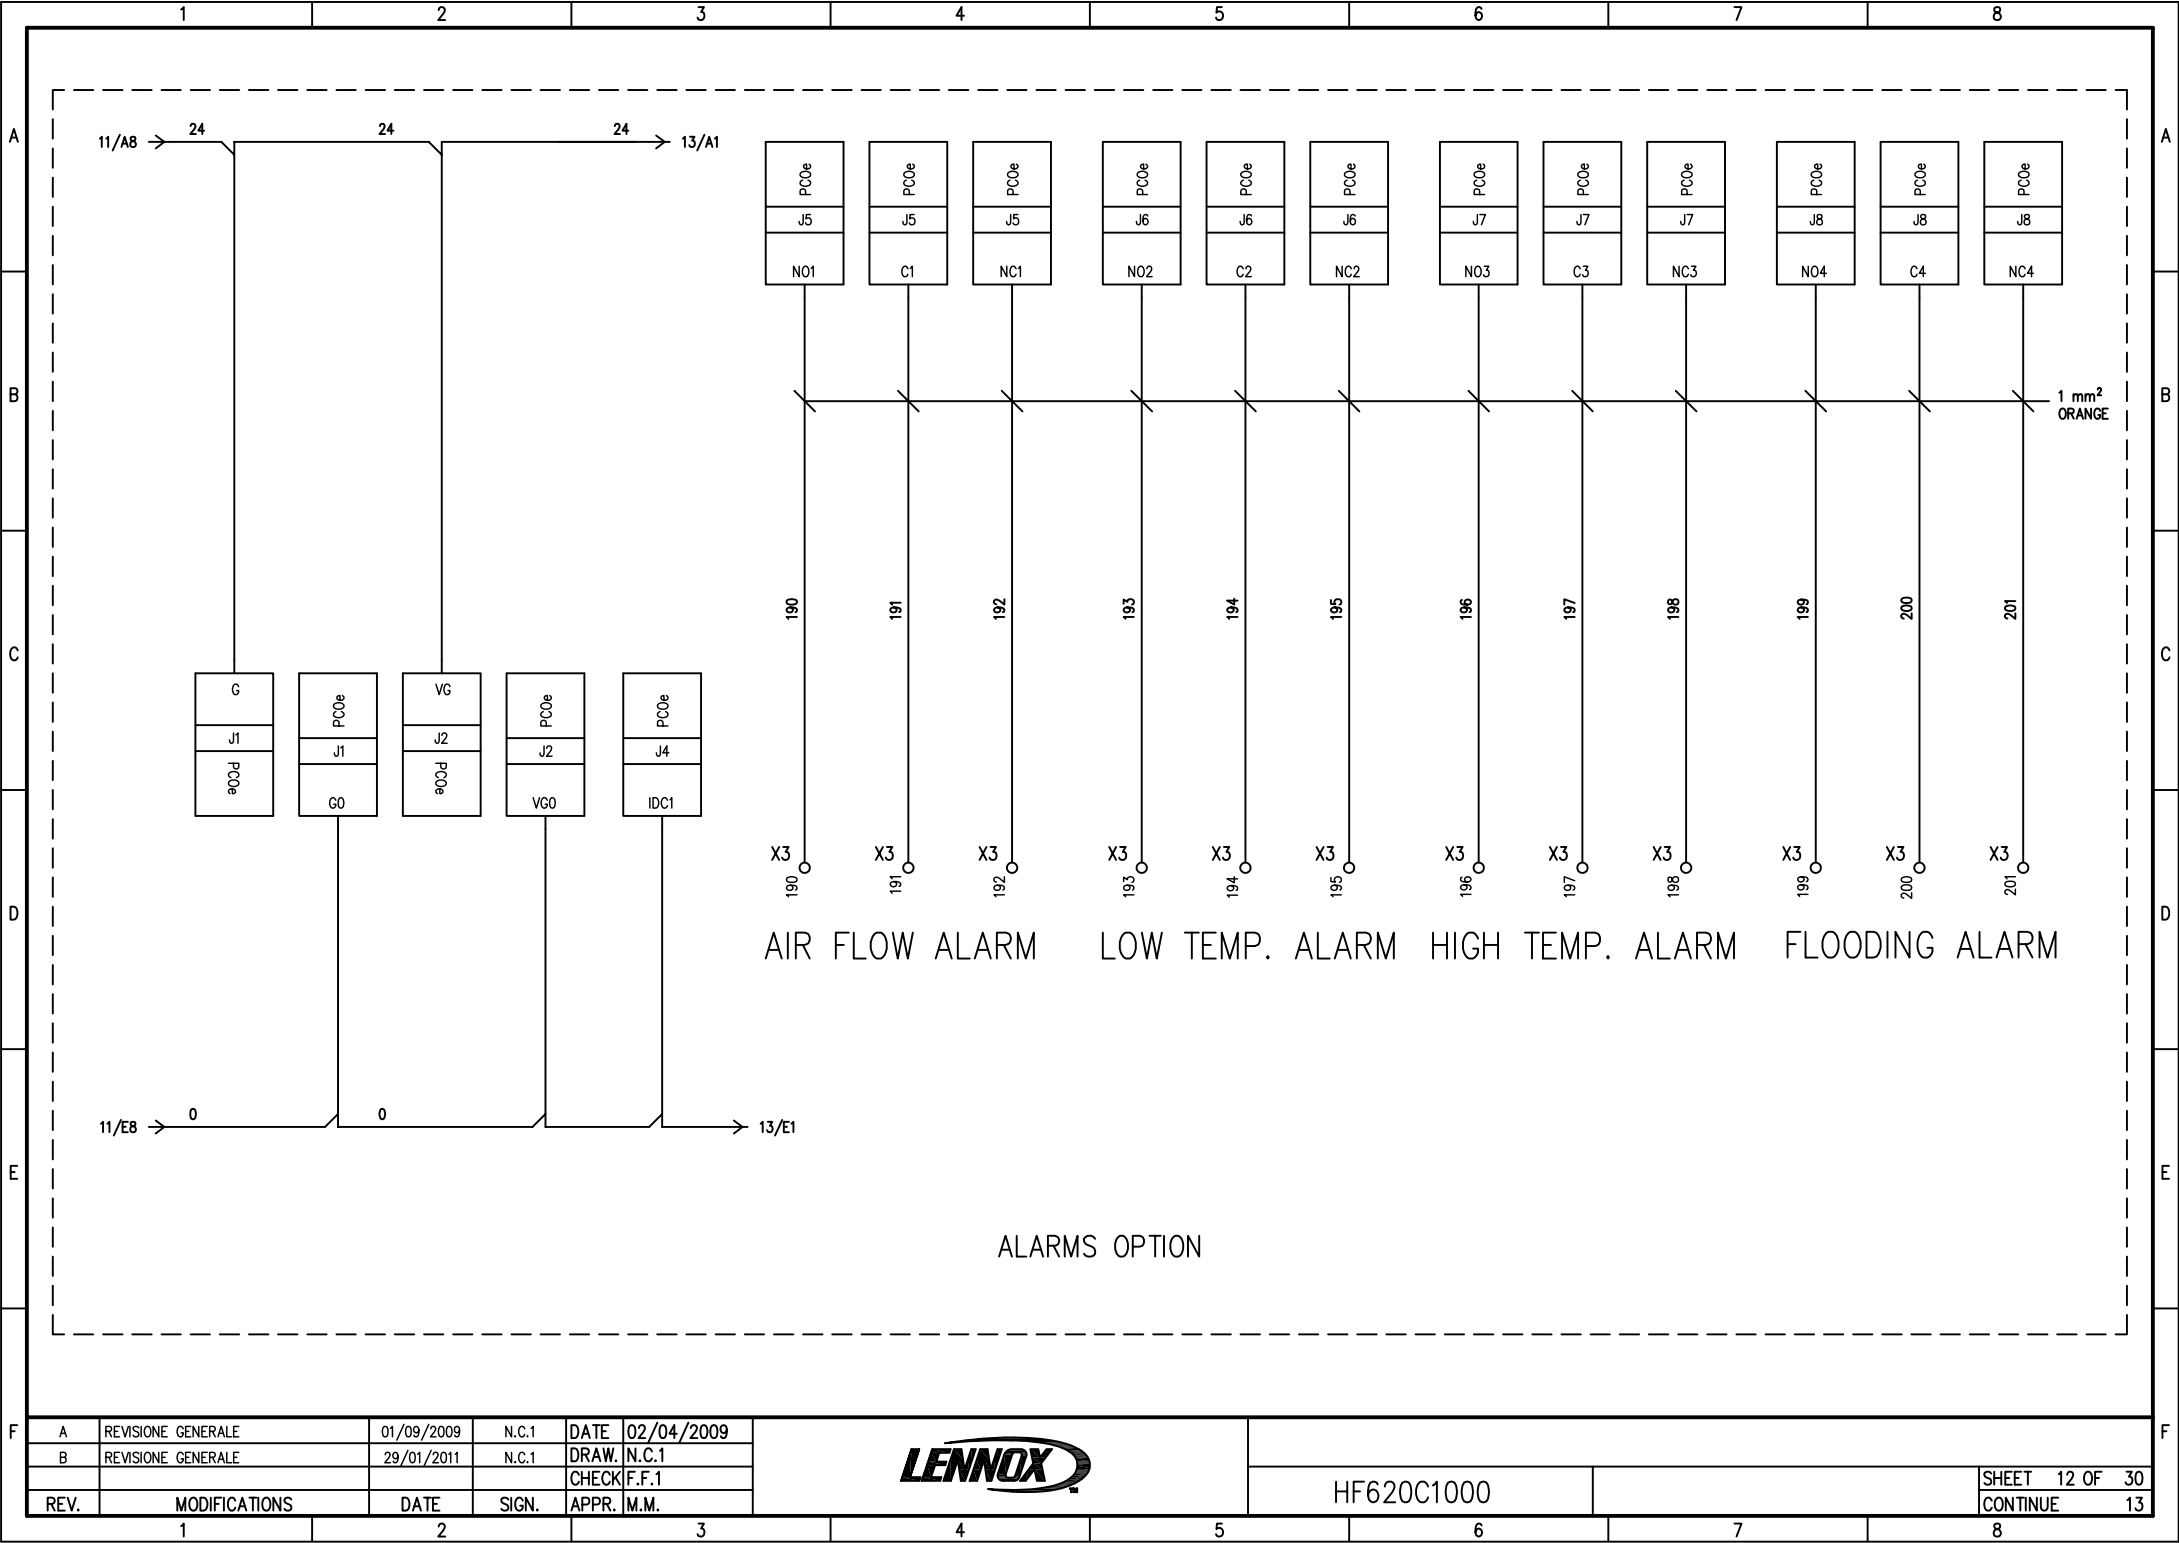 1 2 3 4 5 6 7 8
A A
11/A8 24 24 24 13/A1
PCOe PCOe PCOe PCOe PCOe PCOe PCOe PCOe PCOe PCOe PCOe PCOe
J5 J5 J5 J6 J6 J6 J7 J7 J7 J8 J8 J8
NO1 C1 NC1 NO2 C2 NC2 NO3 C3 NC3 NO4 C4 NC4
B B
1 mm²
ORANGE
190 191 192 193 194 195 196 197 198 199 200 201
C C
G PCOe VG PCOe PCOe
J1 J1 J2 J2 J4
PCOe G0 PCOe VG0 IDC1
X3 X3 X3 X3 X3 X3 X3 X3 X3 X3 X3 X3
190 191 192 193 194 195 196 197 198 199 200 201
D D
AIR FLOW ALARM LOW TEMP. ALARM HIGH TEMP. ALARM FLOODING ALARM
11/E8 0 0 13/E1
E E
ALARMS OPTION
F F
A REVISIONE GENERALE 01/09/2009 N.C.1 DATE 02/04/2009
B REVISIONE GENERALE 29/01/2011 N.C.1 DRAW. N.C.1
CHECK F.F.1
REV. MODIFICATIONS DATE SIGN. APPR. M.M.
LENNOX ™
HF620C1000
SHEET 12 OF 30
CONTINUE 13
1 2 3 4 5 6 7 8